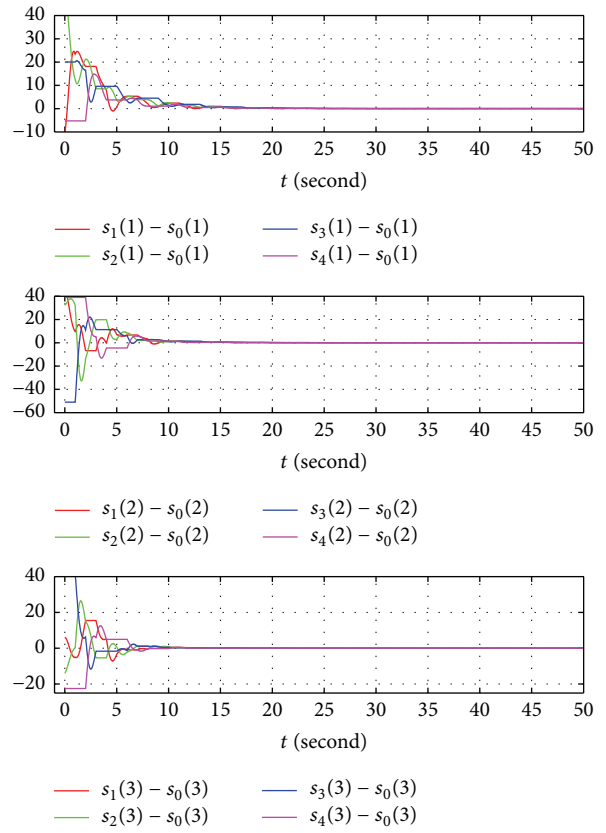 40
30
20
10
0
−10
0 5 10 15 20 25 30 35 40 45 50
t (second)
s₁(1) − s₀(1) s₃(1) − s₀(1)
s₂(1) − s₀(1) s₄(1) − s₀(1)
40
20
0
−20
−40
−60
0 5 10 15 20 25 30 35 40 45 50
t (second)
s₁(2) − s₀(2) s₃(2) − s₀(2)
s₂(2) − s₀(2) s₄(2) − s₀(2)
40
20
0
−20
0 5 10 15 20 25 30 35 40 45 50
t (second)
s₁(3) − s₀(3) s₃(3) − s₀(3)
s₂(3) − s₀(3) s₄(3) − s₀(3)